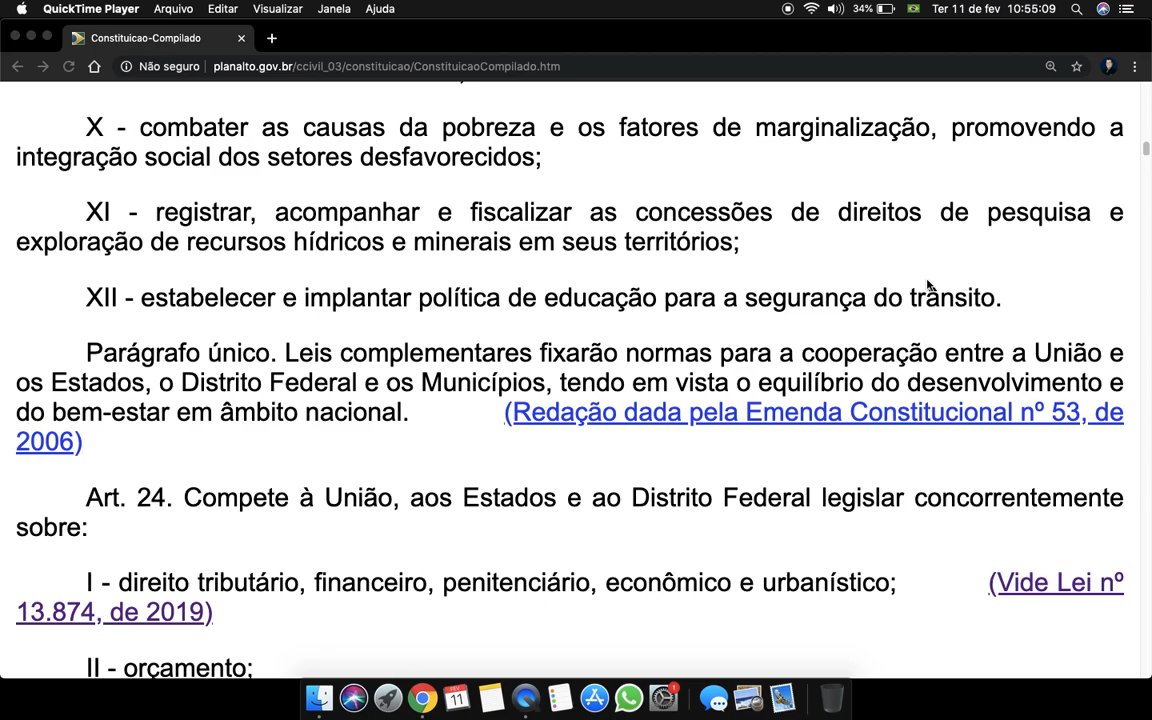 QuickTime Player Arquivo Editar Visualizar Janela Ajuda 34% Ter 11 de fev 10:55:09
Constituicao-Compilado
Não seguro planalto.gov.br/ccivil_03/constituicao/ConstituicaoCompilado.htm
X - combater as causas da pobreza e os fatores de marginalização, promovendo a
integração social dos setores desfavorecidos;
XI - registrar, acompanhar e fiscalizar as concessões de direitos de pesquisa e
exploração de recursos hídricos e minerais em seus territórios;
XII - estabelecer e implantar política de educação para a segurança do trânsito.
Parágrafo único. Leis complementares fixarão normas para a cooperação entre a União e
os Estados, o Distrito Federal e os Municípios, tendo em vista o equilíbrio do desenvolvimento e
do bem-estar em âmbito nacional. (Redação dada pela Emenda Constitucional nº 53, de
2006)
Art. 24. Compete à União, aos Estados e ao Distrito Federal legislar concorrentemente
sobre:
I - direito tributário, financeiro, penitenciário, econômico e urbanístico; (Vide Lei nº
13.874, de 2019)
II - orçamento;
FEV
11
1